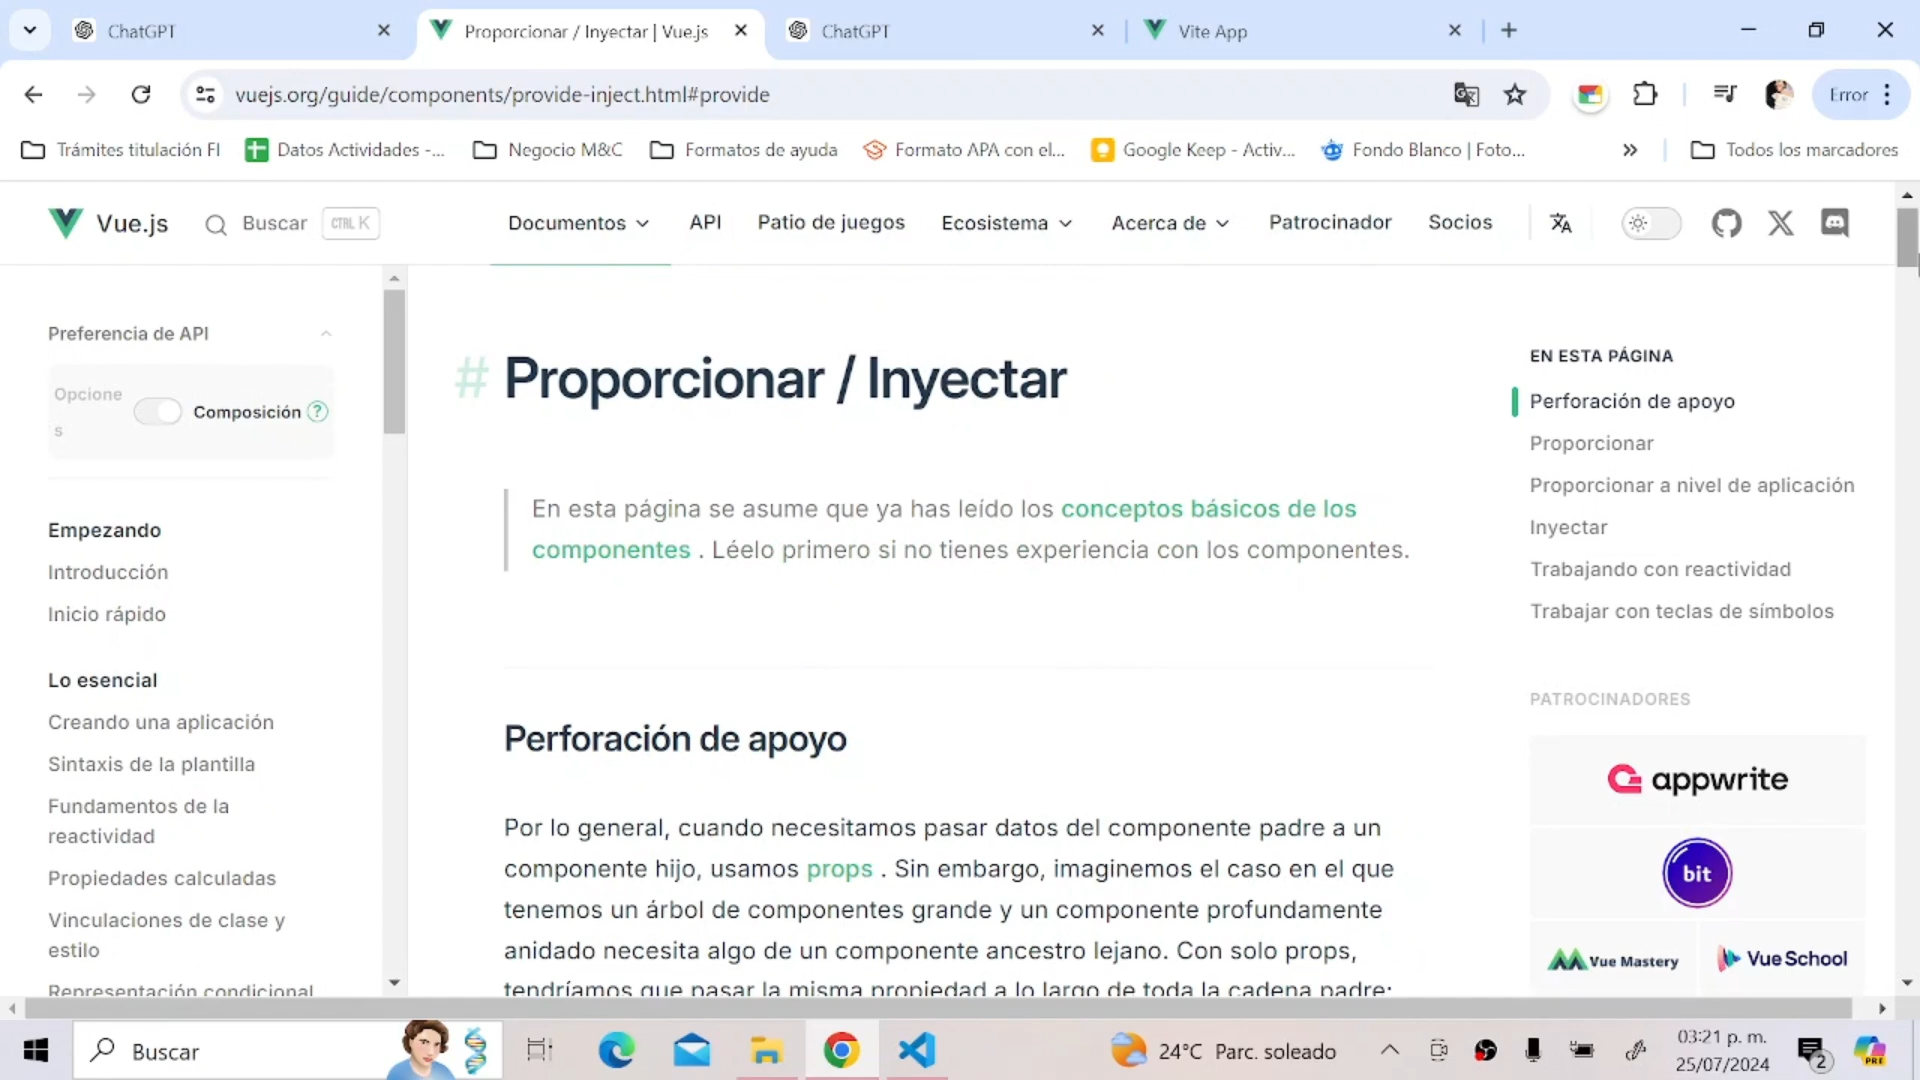 ChatGPT
Proporcionar / Inyectar | Vue.js
ChatGPT
Vite App
vuejs.org/guide/components/provide-inject.html#provide
Error
Trámites titulación FI
Datos Actividades -...
Negocio M&C
Formatos de ayuda
Formato APA con el...
Google Keep - Activ...
Fondo Blanco | Foto...
Todos los marcadores
Vue.js
Buscar
CTRL K
Documentos
API
Patio de juegos
Ecosistema
Acerca de
Patrocinador
Socios
Preferencia de API
Opcione
s
Composición ?
Empezando
Introducción
Inicio rápido
Lo esencial
Creando una aplicación
Sintaxis de la plantilla
Fundamentos de la
reactividad
Propiedades calculadas
Vinculaciones de clase y
estilo
Representación condicional
# Proporcionar / Inyectar
En esta página se asume que ya has leído los conceptos básicos de los
componentes . Léelo primero si no tienes experiencia con los componentes.
Perforación de apoyo
Por lo general, cuando necesitamos pasar datos del componente padre a un
componente hijo, usamos props . Sin embargo, imaginemos el caso en el que
tenemos un árbol de componentes grande y un componente profundamente
anidado necesita algo de un componente ancestro lejano. Con solo props,
tendríamos que pasar la misma propiedad a lo largo de toda la cadena padre:
EN ESTA PÁGINA
Perforación de apoyo
Proporcionar
Proporcionar a nivel de aplicación
Inyectar
Trabajando con reactividad
Trabajar con teclas de símbolos
PATROCINADORES
appwrite
bit
Vue Mastery
Vue School
Buscar
24°C Parc. soleado
03:21 p. m.
25/07/2024
2
PRE